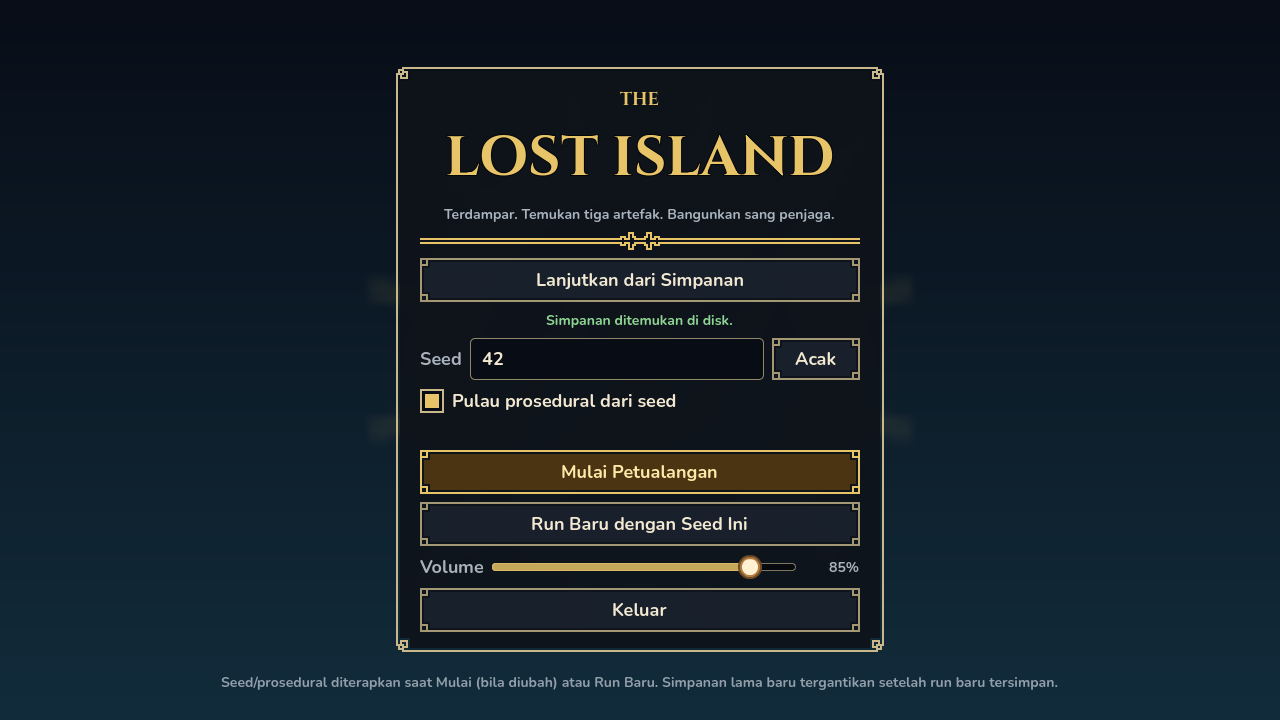 THE
LOST ISLAND
Terdampar. Temukan tiga artefak. Bangunkan sang penjaga.
Lanjutkan dari Simpanan
Simpanan ditemukan di disk.
Seed 42 Acak
Pulau prosedural dari seed
Mulai Petualangan
Run Baru dengan Seed Ini
Volume 85%
Keluar
Seed/prosedural diterapkan saat Mulai (bila diubah) atau Run Baru. Simpanan lama baru tergantikan setelah run baru tersimpan.